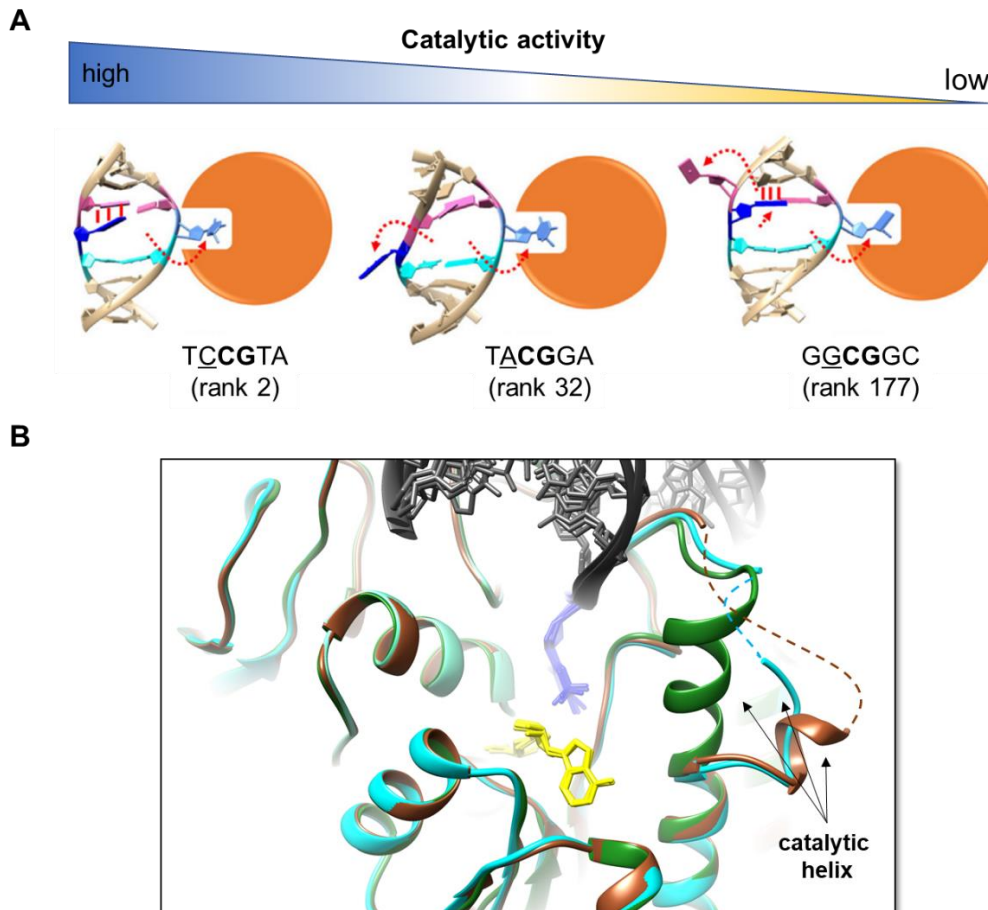 A
Catalytic activity
high
low
TCCGTA
(rank 2)
TACGGA
(rank 32)
GGCGGC
(rank 177)
B
catalytic
helix